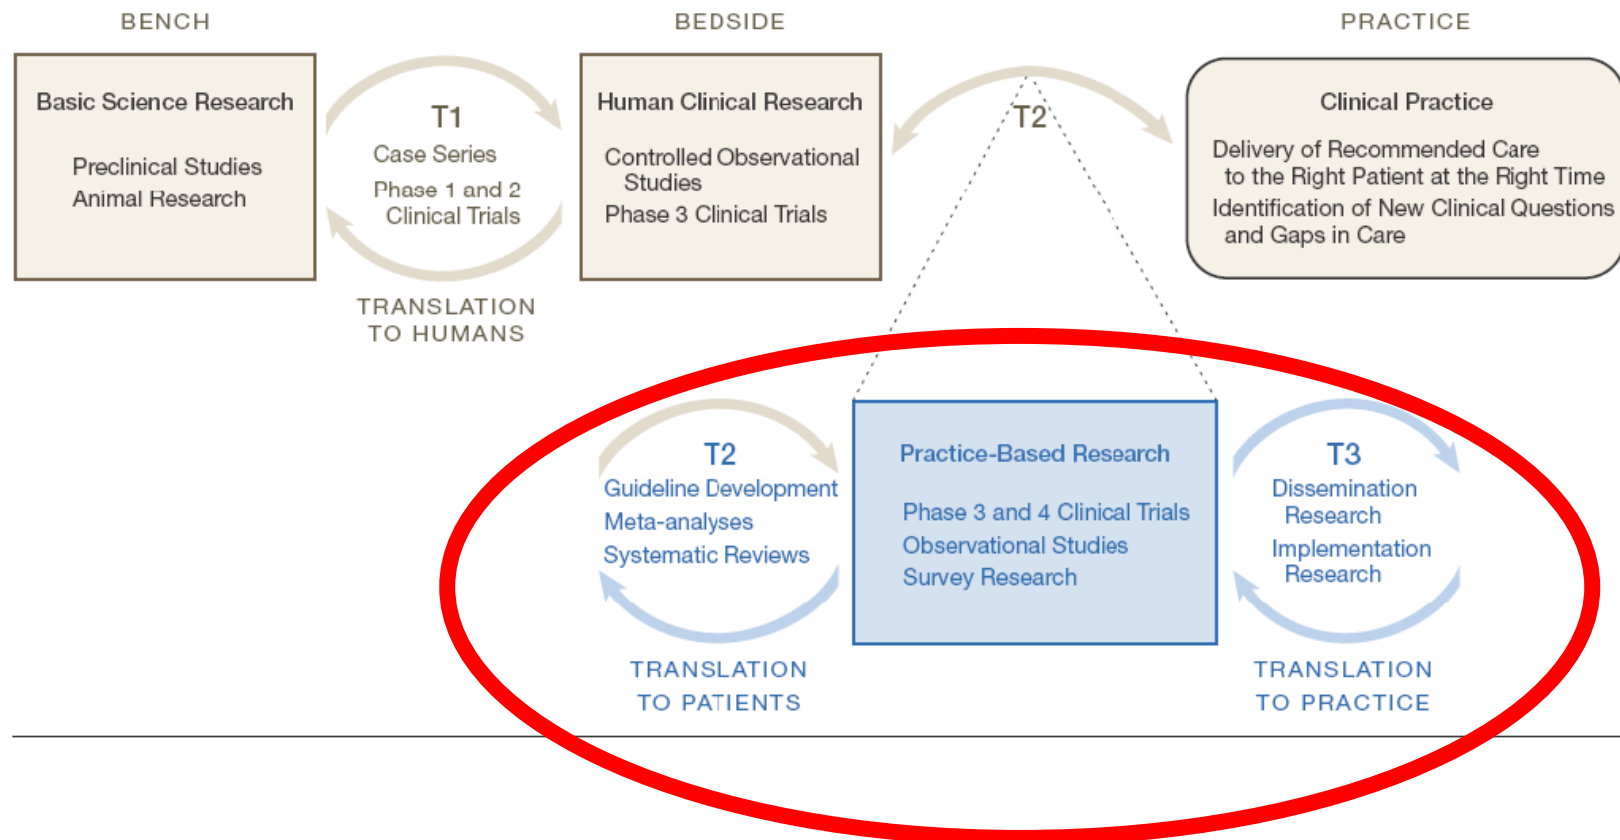 BENCH
BEDSIDE
PRACTICE
Basic Science Research
Preclinical Studies
Animal Research
T1
Case Series
Phase 1 and 2
Clinical Trials
TRANSLATION
TO HUMANS
Human Clinical Research
Controlled Observational
Studies
Phase 3 Clinical Trials
T2
Clinical Practice
Delivery of Recommended Care
to the Right Patient at the Right Time
Identification of New Clinical Questions
and Gaps in Care
T2
Guideline Development
Meta-analyses
Systematic Reviews
TRANSLATION
TO PATIENTS
Practice-Based Research
Phase 3 and 4 Clinical Trials
Observational Studies
Survey Research
T3
Dissemination
Research
Implementation
Research
TRANSLATION
TO PRACTICE